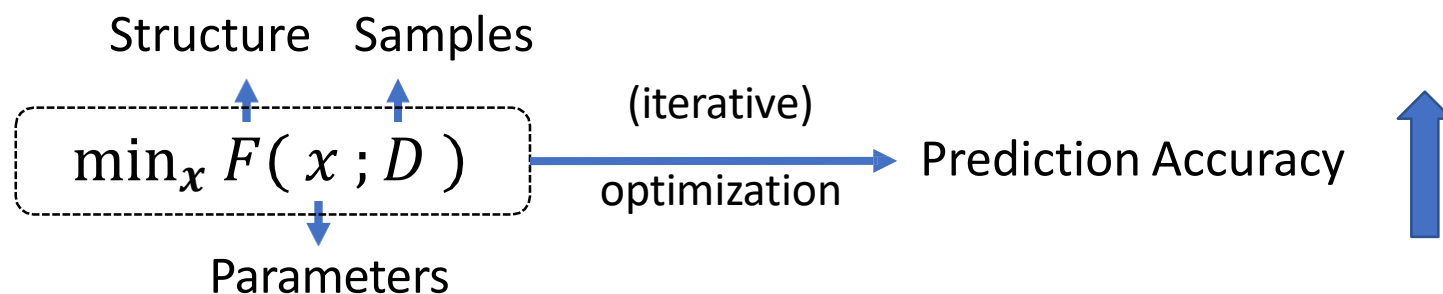 Structure Samples
(iterative)
min_x F( x ; D )
Prediction Accuracy
optimization
Parameters